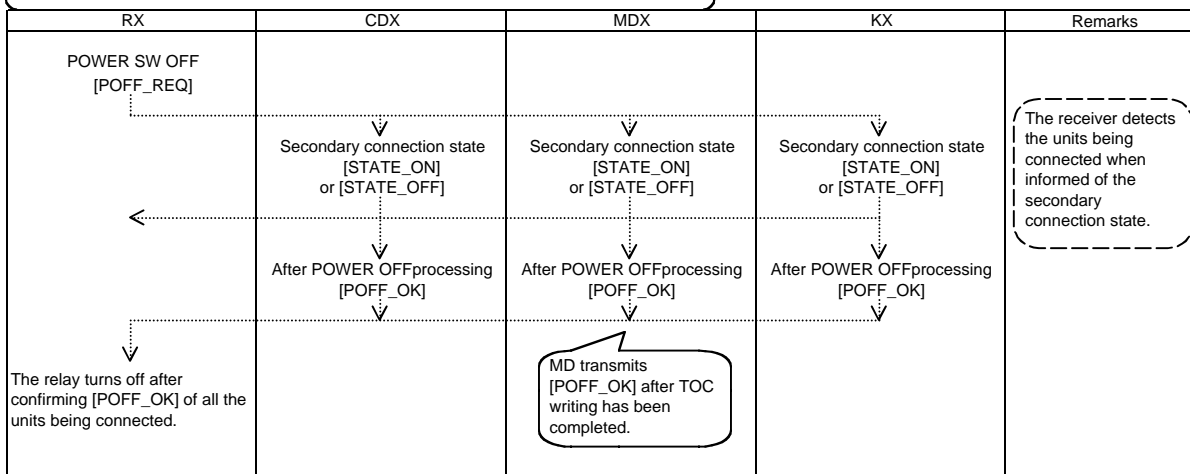 RX CDX MDX KX Remarks
POWER SW OFF
[POFF_REQ]
Secondary connection state
[STATE_ON]
or [STATE_OFF]
Secondary connection state
[STATE_ON]
or [STATE_OFF]
Secondary connection state
[STATE_ON]
or [STATE_OFF]
The receiver detects
the units being
connected when
informed of the
secondary
connection state.
After POWER OFFprocessing
[POFF_OK]
After POWER OFFprocessing
[POFF_OK]
After POWER OFFprocessing
[POFF_OK]
The relay turns off after
confirming [POFF_OK] of all the
units being connected.
MD transmits
[POFF_OK] after TOC
writing has been
completed.